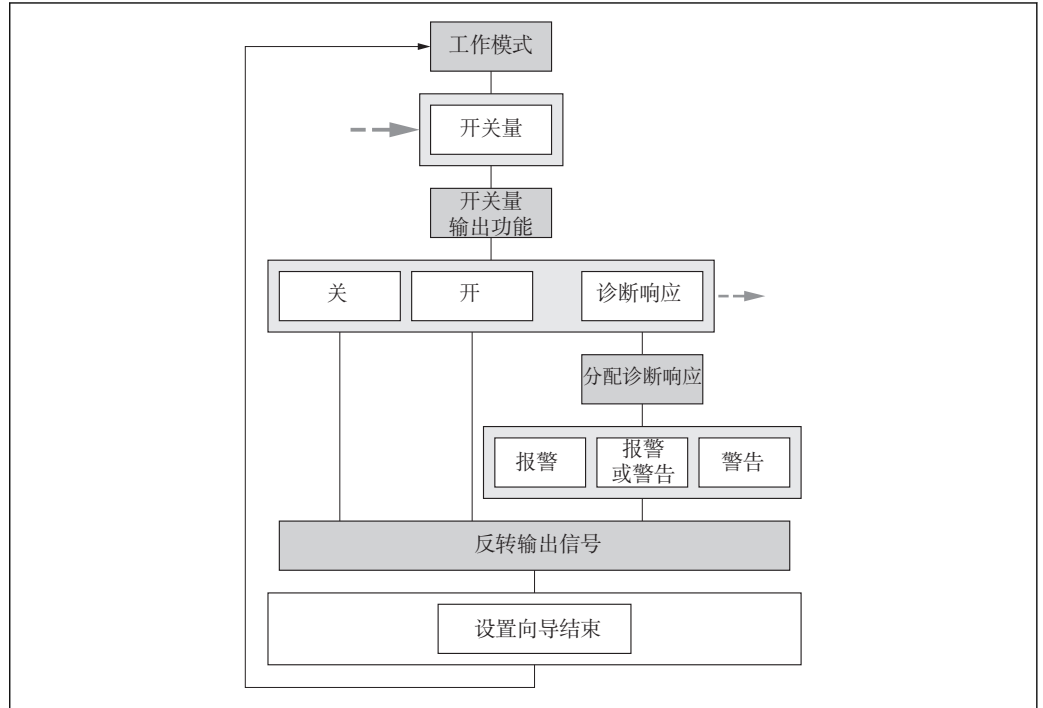 工作模式
开关量
开关量
输出功能
关
开
诊断响应
分配诊断响应
报警
报警
或警告
警告
反转输出信号
设置向导结束